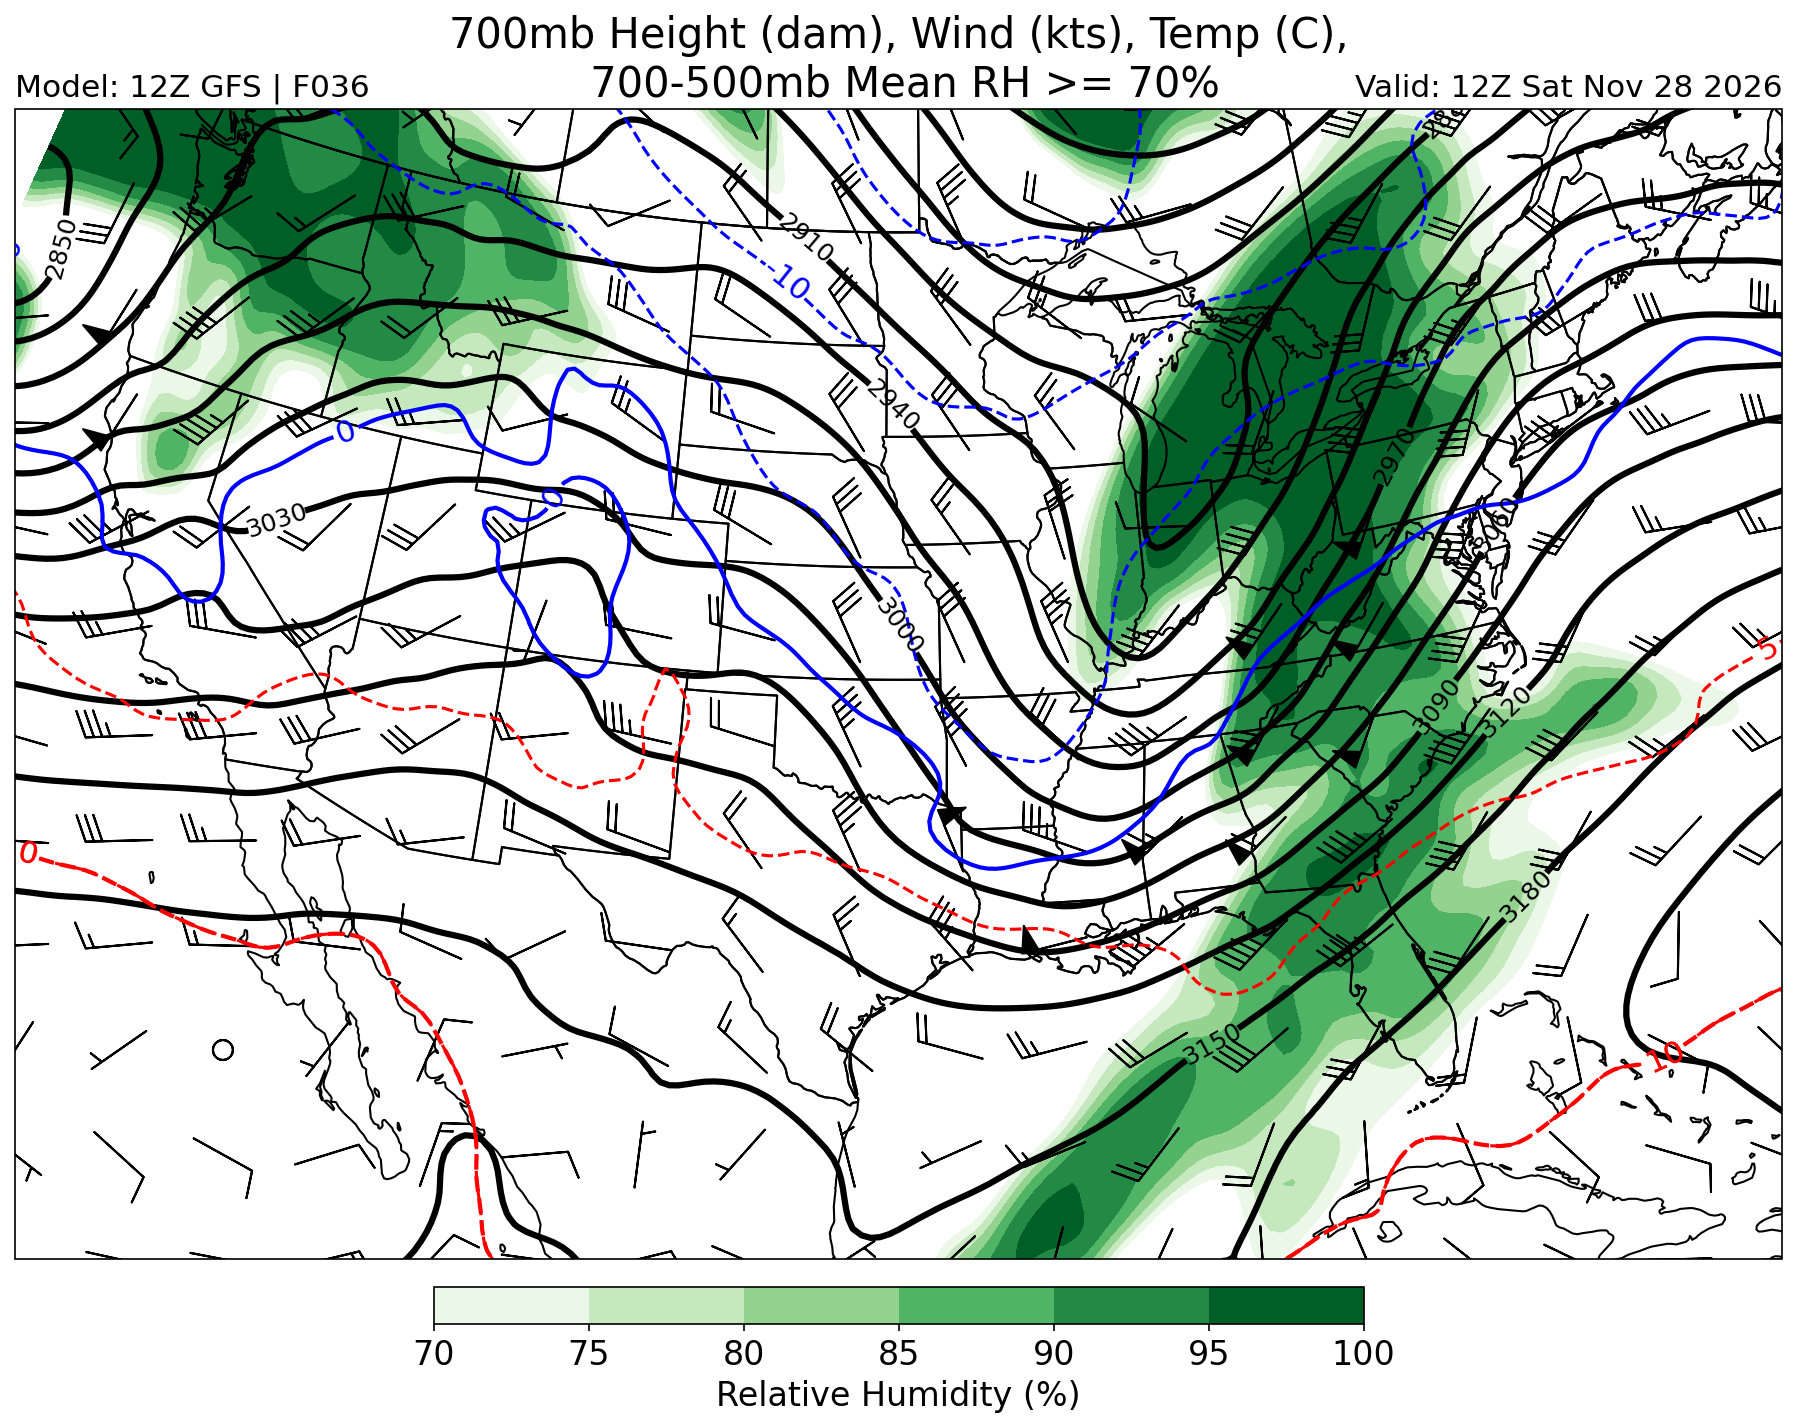 700mb Height (dam), Wind (kts), Temp (C),
700-500mb Mean RH >= 70%
Model: 12Z GFS | F036
Valid: 12Z Sat Nov 28 2026
2850
2910
-10
2940
0
2970
0
3030
3060
3000
5
3090
3120
0
3180
3150
10
70 75 80 85 90 95 100
Relative Humidity (%)